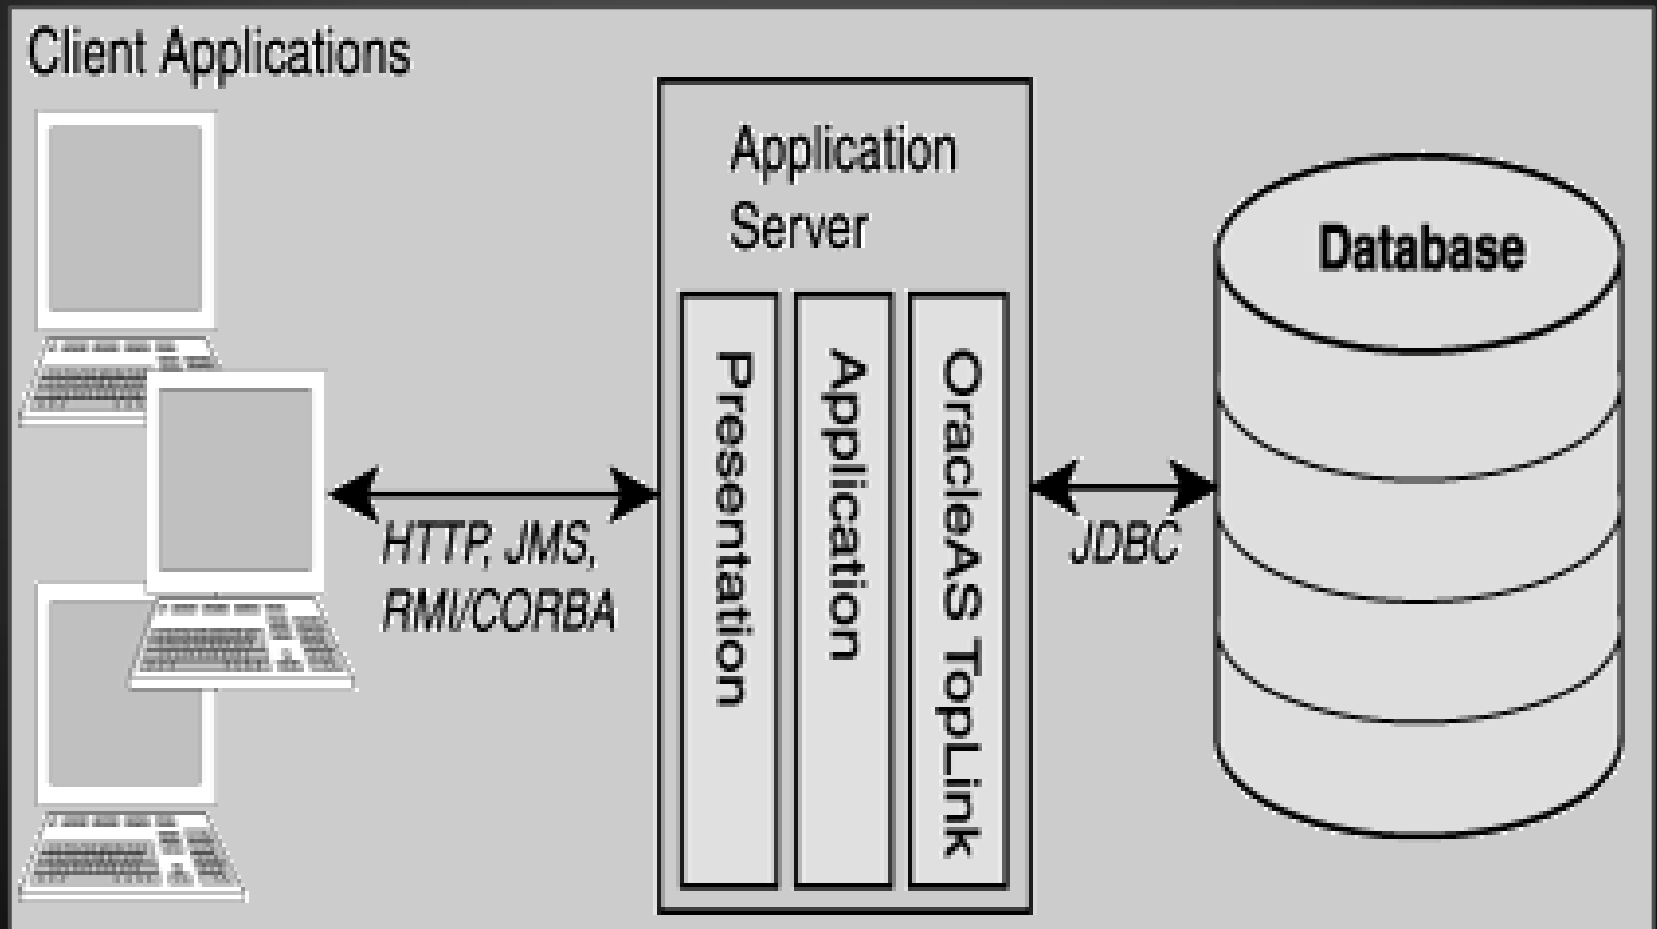 Client Applications
Application
Server
Presentation
Application
OracleAS TopLink
HTTP, JMS,
RMI/CORBA
JDBC
Database